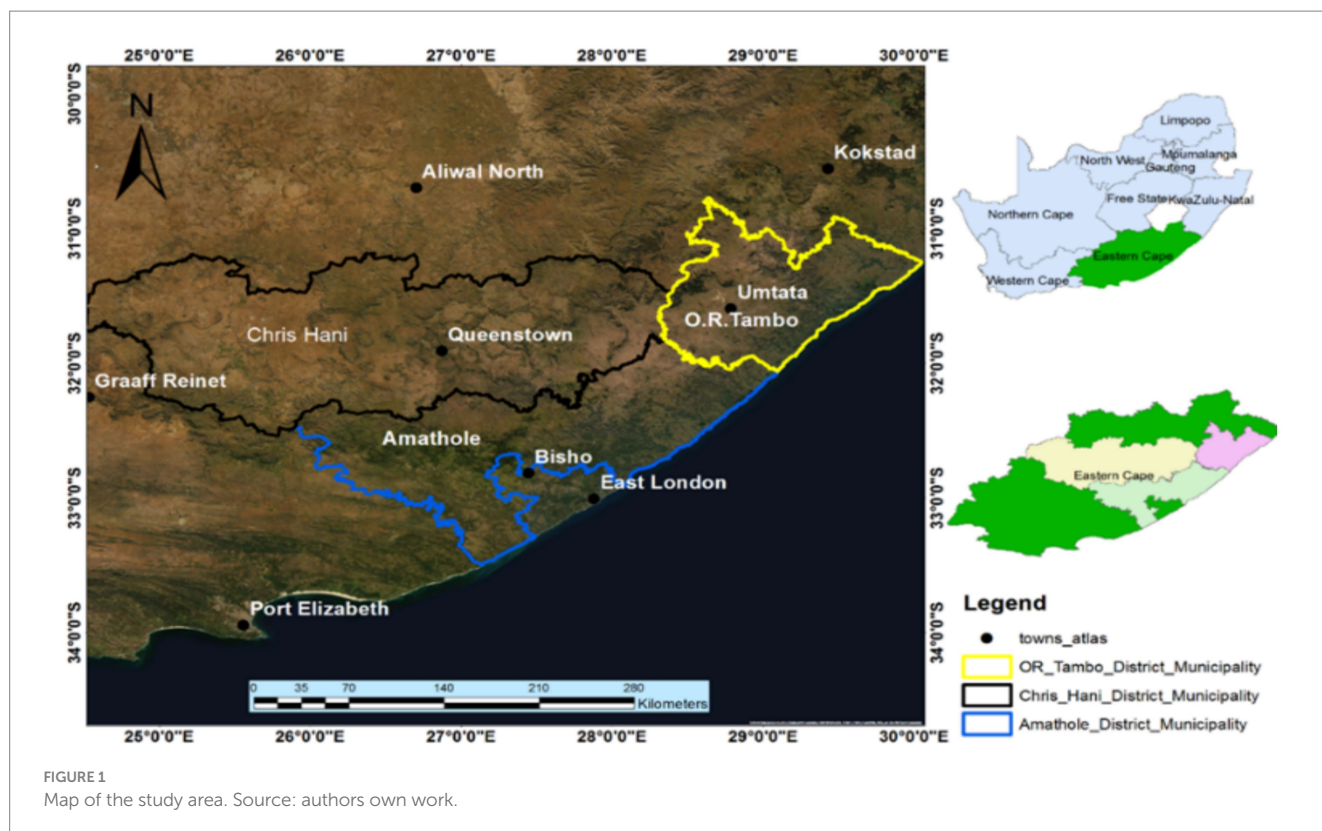 25°0'0"E 26°0'0"E 27°0'0"E 28°0'0"E 29°0'0"E 30°0'0"E
30°0'0"S
31°0'0"S
32°0'0"S
33°0'0"S
34°0'0"S
N
Kokstad
Aliwal North
Umtata
O.R.Tambo
Chris Hani
Queenstown
Graaff Reinet
Amathole
Bisho
East London
Port Elizabeth
0 35 70 140 210 280
Kilometers
30°0'0"S
31°0'0"S
32°0'0"S
33°0'0"S
34°0'0"S
25°0'0"E 26°0'0"E 27°0'0"E 28°0'0"E 29°0'0"E 30°0'0"E
Limpopo
North West
Mpumalanga
Gauteng
Free State
KwaZulu-Natal
Northern Cape
Eastern Cape
Western Cape
Eastern Cape
Legend
towns_atlas
OR_Tambo_District_Municipality
Chris_Hani_District_Municipality
Amathole_District_Municipality
FIGURE 1
Map of the study area. Source: authors own work.